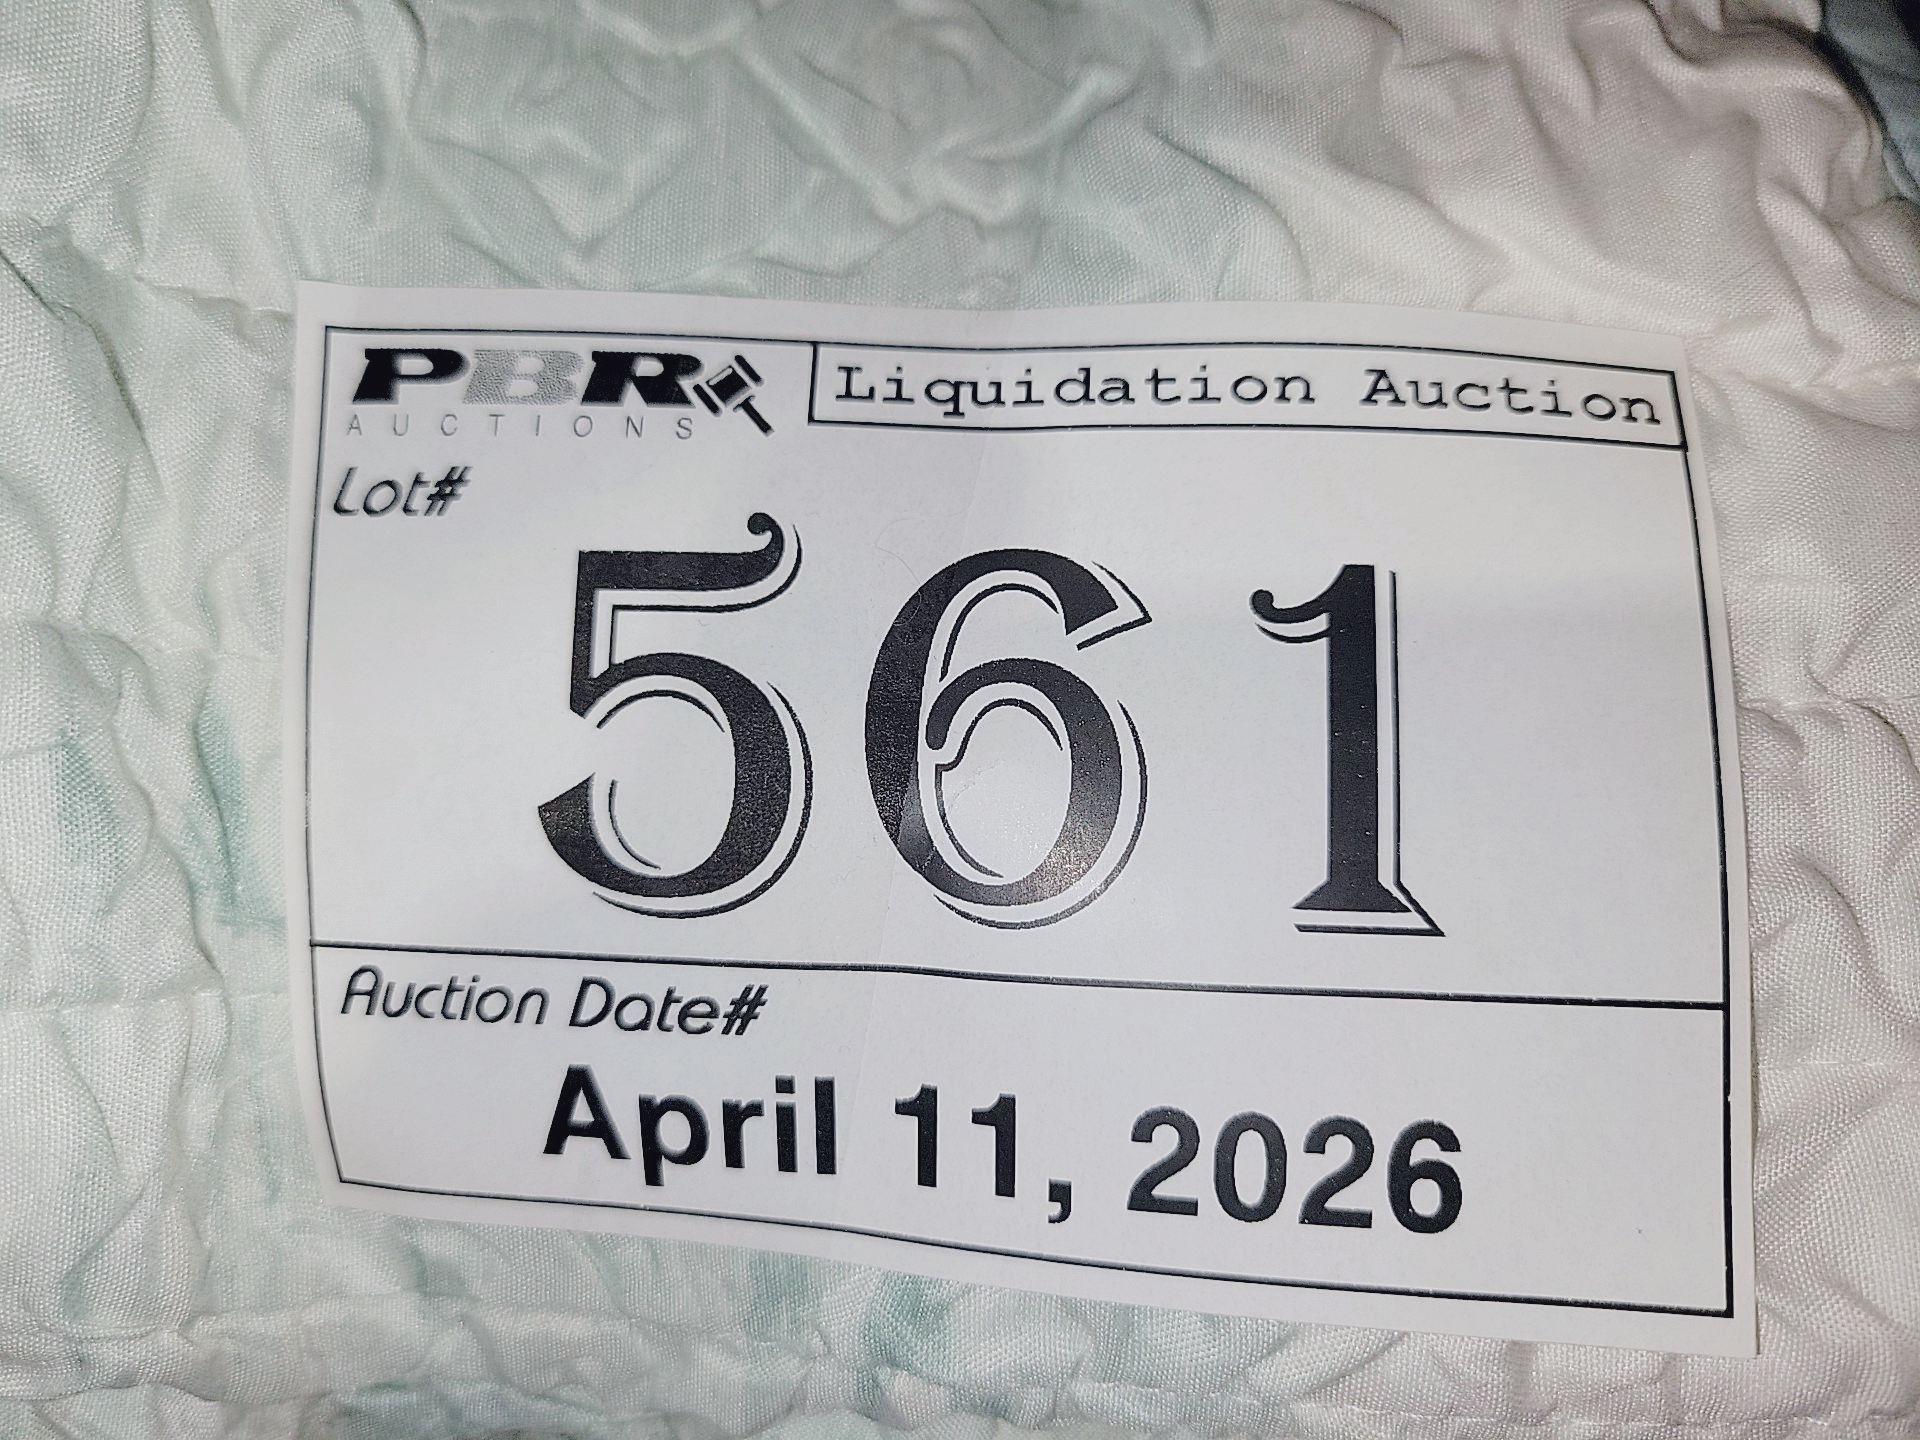 PBR
AUCTIONS
Liquidation Auction
Lot#
561
Auction Date#
April 11, 2026